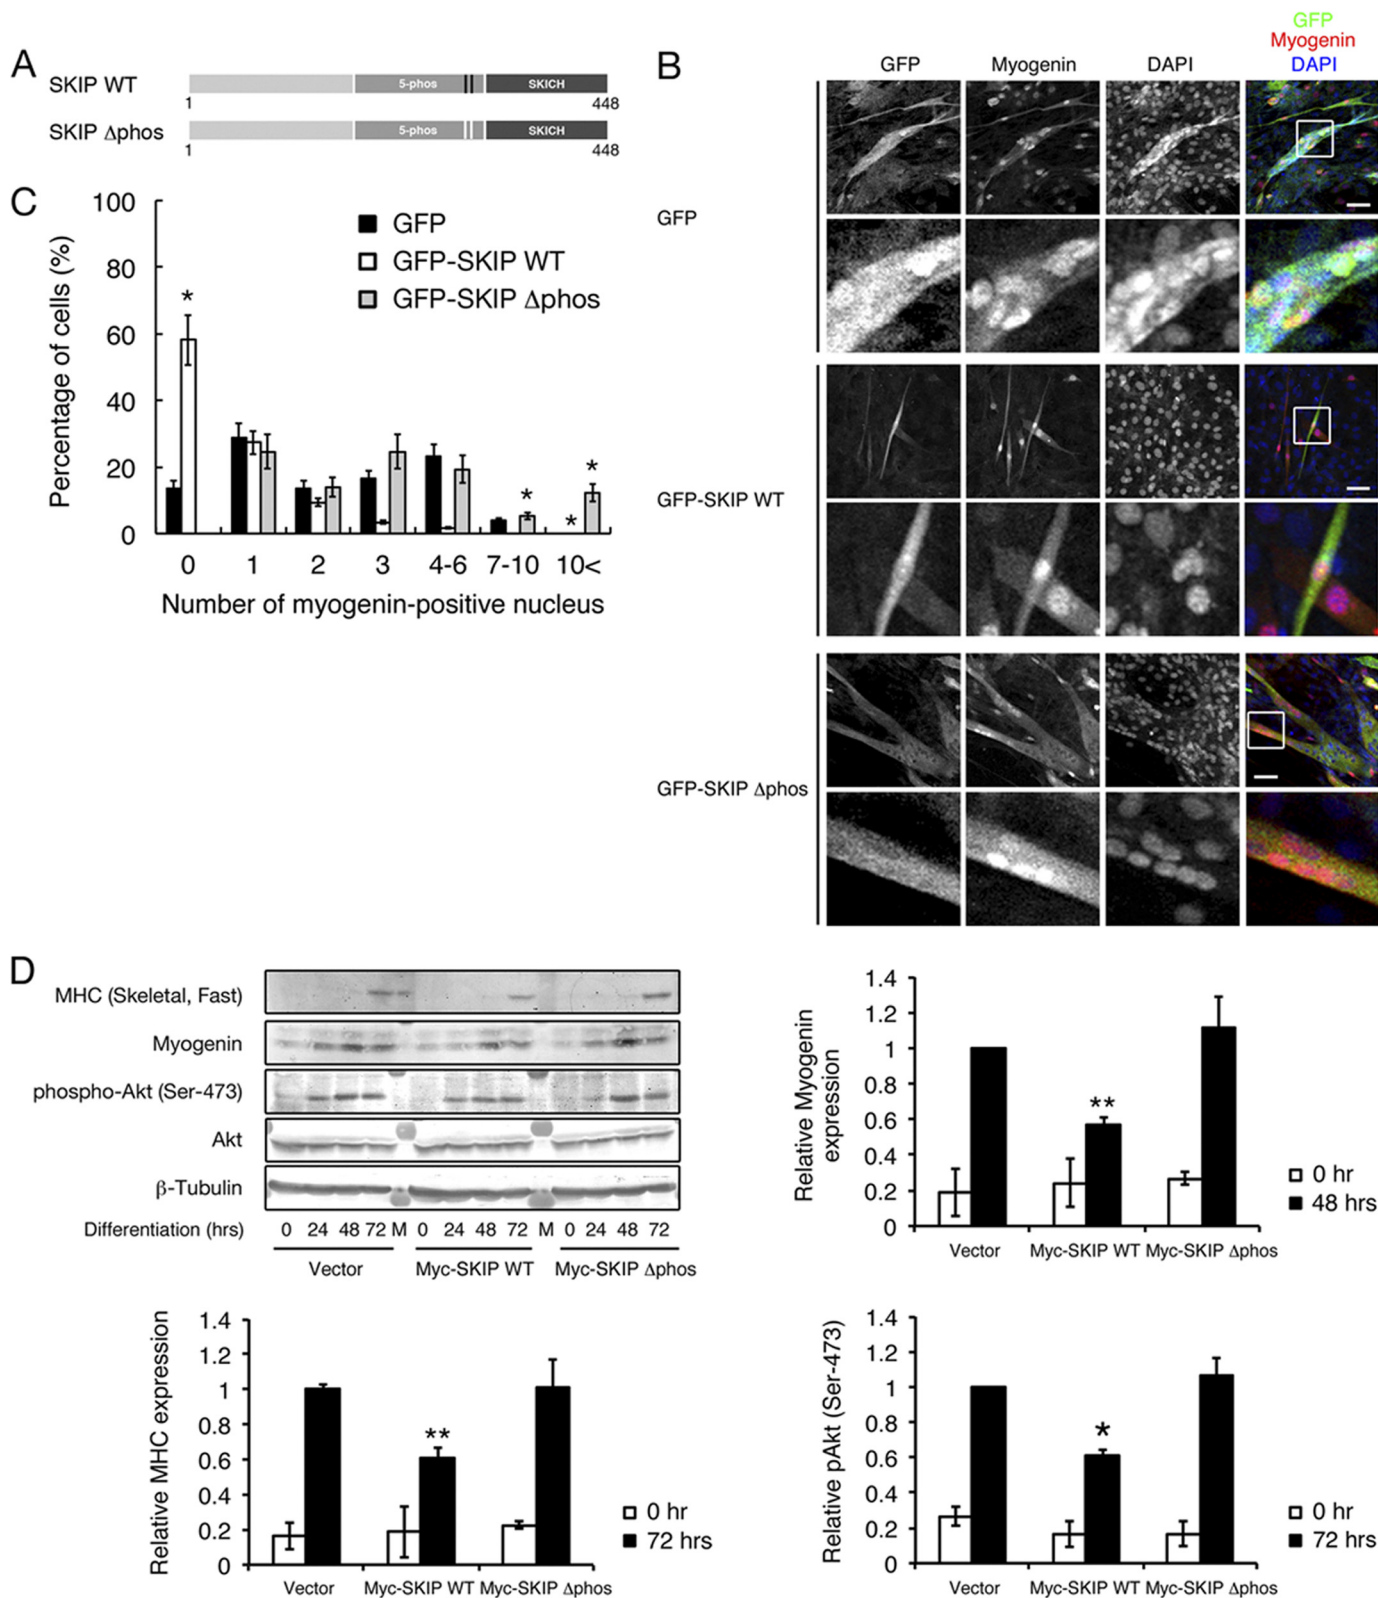 A
SKIP WT
5-phos
SKICH
1
448
SKIP Δphos
5-phos
SKICH
1
448
B
GFP
Myogenin
DAPI
GFP
Myogenin
DAPI
GFP
GFP-SKIP WT
GFP-SKIP Δphos
C
Percentage of cells (%)
100
80
60
40
20
0
GFP
GFP-SKIP WT
GFP-SKIP Δphos
*
*
*
*
0 1 2 3 4-6 7-10 10<
Number of myogenin-positive nucleus
D
MHC (Skeletal, Fast)
Myogenin
phospho-Akt (Ser-473)
Akt
β-Tubulin
Differentiation (hrs) 0 24 48 72 M 0 24 48 72 M 0 24 48 72
Vector Myc-SKIP WT Myc-SKIP Δphos
Relative Myogenin
expression
1.4
1.2
1
0.8
0.6
0.4
0.2
0
**
0 hr
48 hrs
Vector Myc-SKIP WT Myc-SKIP Δphos
Relative MHC expression
1.4
1.2
1
0.8
0.6
0.4
0.2
0
**
0 hr
72 hrs
Vector Myc-SKIP WT Myc-SKIP Δphos
Relative pAkt (Ser-473)
1.4
1.2
1
0.8
0.6
0.4
0.2
0
*
0 hr
72 hrs
Vector Myc-SKIP WT Myc-SKIP Δphos